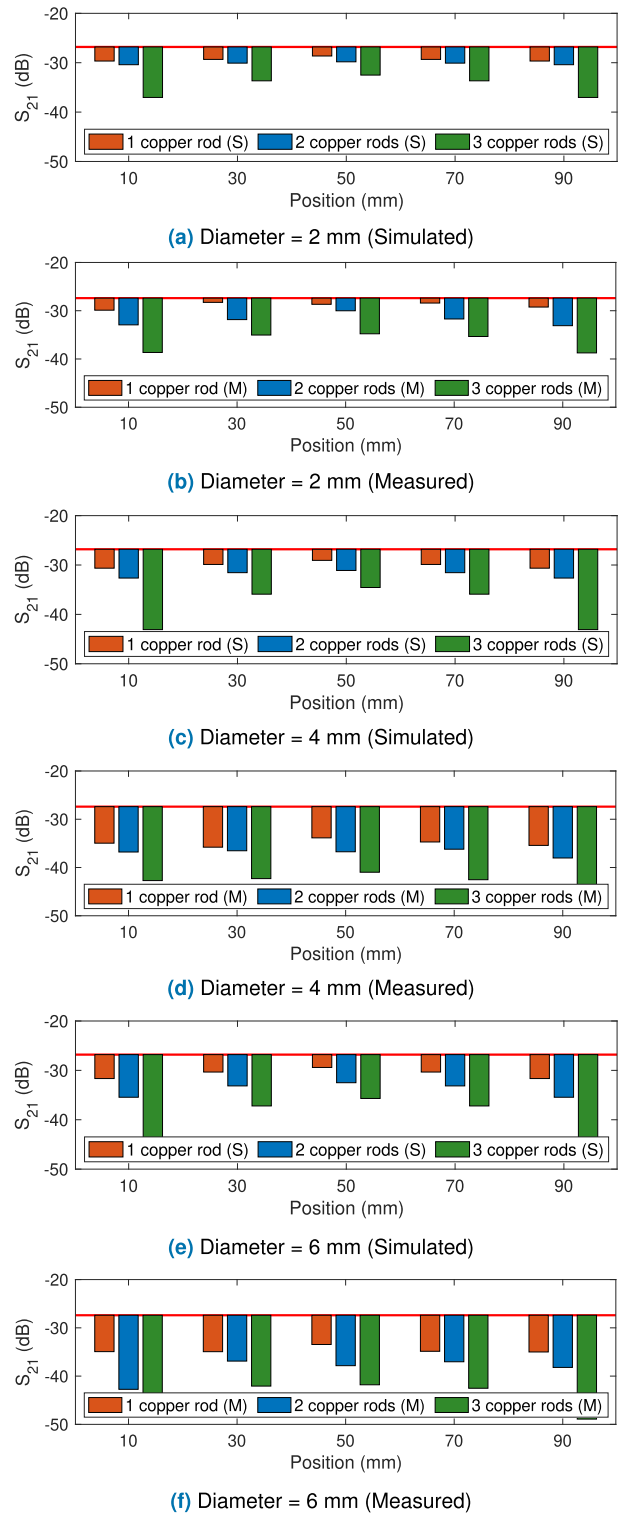 -20
-30
-40
-50
S21 (dB)
1 copper rod (S) 2 copper rods (S) 3 copper rods (S)
10 30 50 70 90
Position (mm)
(a) Diameter = 2 mm (Simulated)
-20
-30
-40
-50
S21 (dB)
1 copper rod (M) 2 copper rods (M) 3 copper rods (M)
10 30 50 70 90
Position (mm)
(b) Diameter = 2 mm (Measured)
-20
-30
-40
-50
S21 (dB)
1 copper rod (S) 2 copper rods (S) 3 copper rods (S)
10 30 50 70 90
Position (mm)
(c) Diameter = 4 mm (Simulated)
-20
-30
-40
-50
S21 (dB)
1 copper rod (M) 2 copper rods (M) 3 copper rods (M)
10 30 50 70 90
Position (mm)
(d) Diameter = 4 mm (Measured)
-20
-30
-40
-50
S21 (dB)
1 copper rod (S) 2 copper rods (S) 3 copper rods (S)
10 30 50 70 90
Position (mm)
(e) Diameter = 6 mm (Simulated)
-20
-30
-40
-50
S21 (dB)
1 copper rod (M) 2 copper rods (M) 3 copper rods (M)
10 30 50 70 90
Position (mm)
(f) Diameter = 6 mm (Measured)